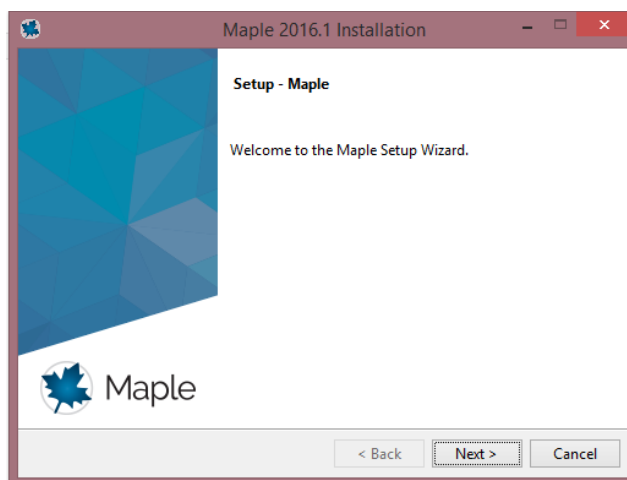 Maple 2016.1 Installation
Setup - Maple
Welcome to the Maple Setup Wizard.
Maple
< Back
Next >
Cancel